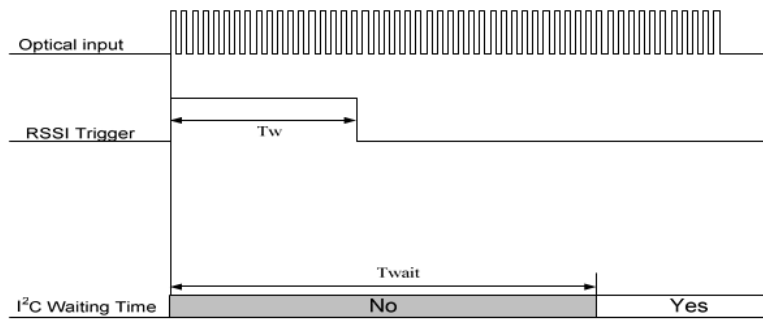 Optical input
RSSI Trigger
Tw
Twait
I²C Waiting Time
No
Yes